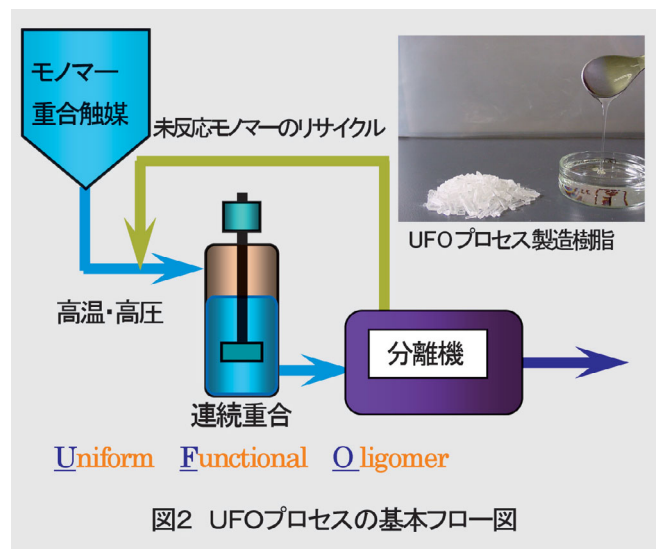 モノマー
重合触媒
未反応モノマーのリサイクル
UFOプロセス製造樹脂
高温・高圧
分離機
連続重合
Uniform Functional Oligomer
図2 UFOプロセスの基本フロー図